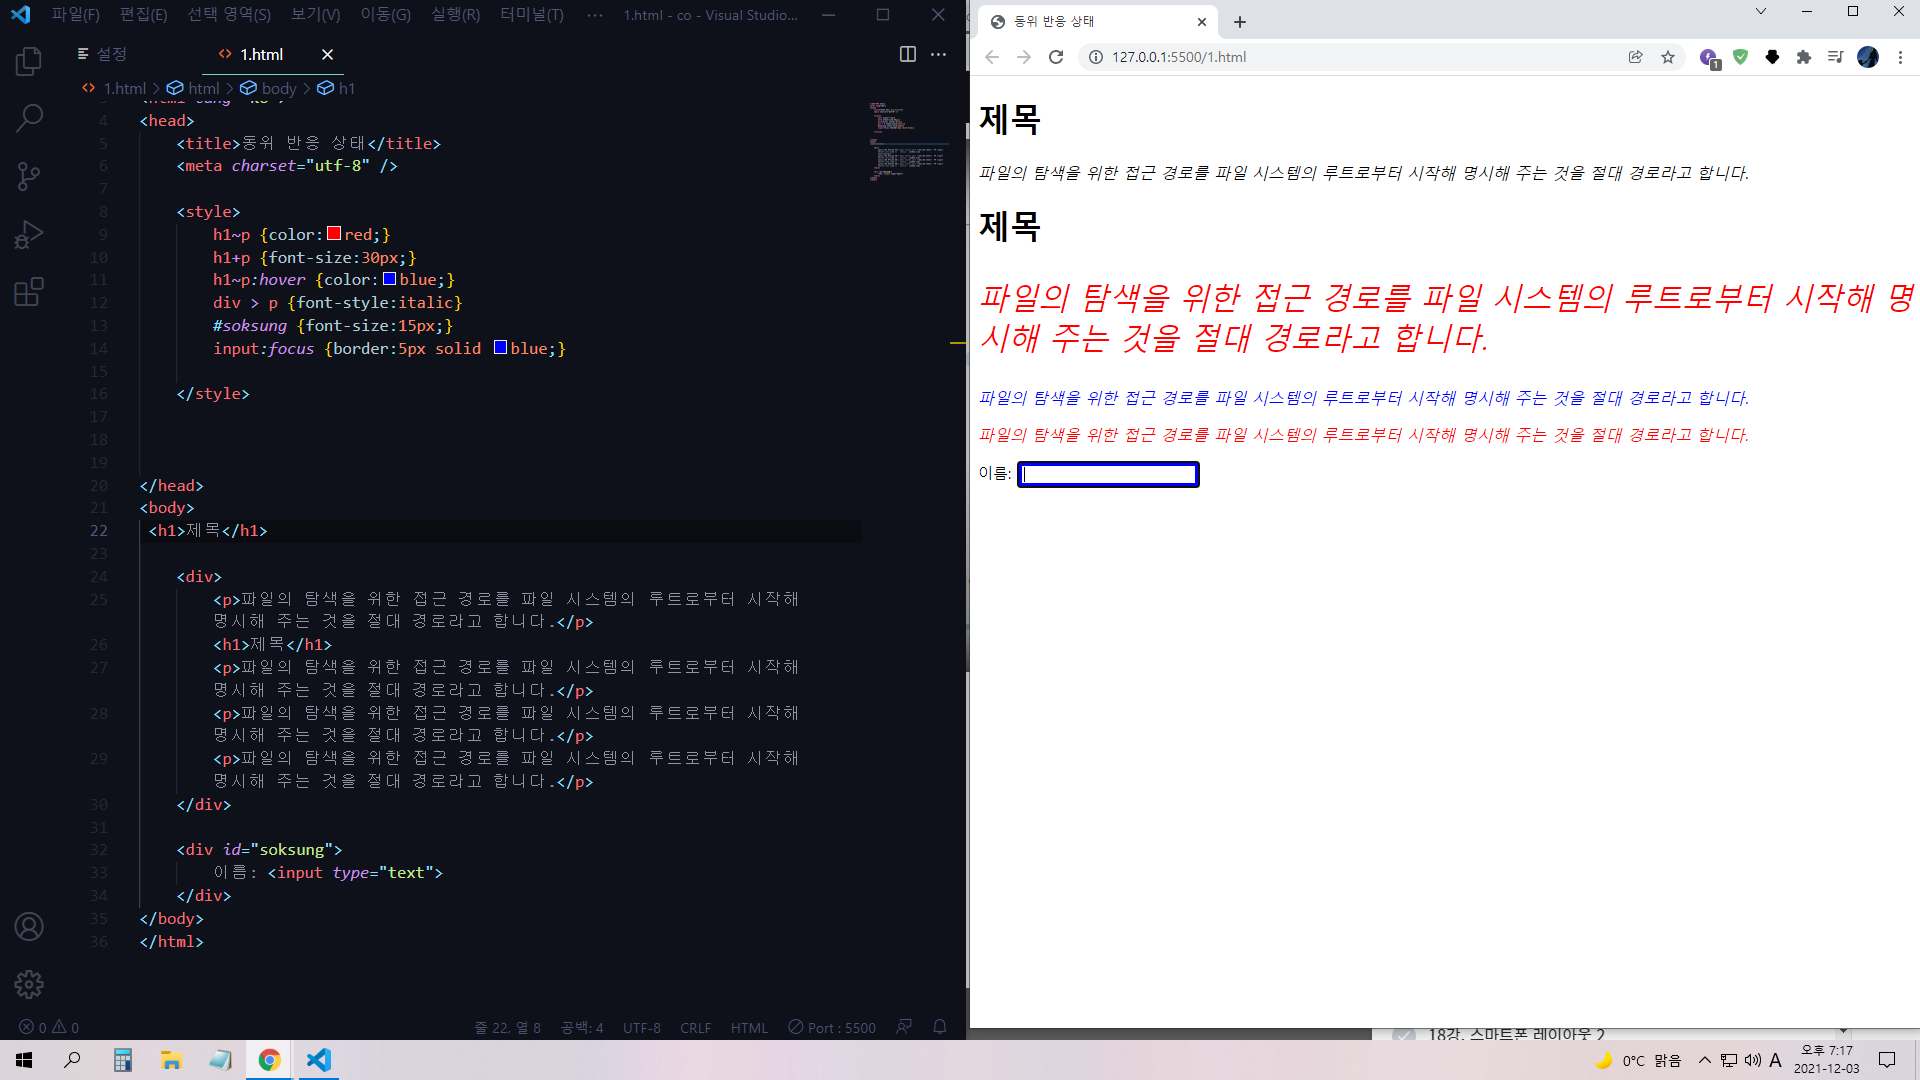 파일(F) 편집(E) 선택 영역(S) 보기(V) 이동(G) 실행(R) 터미널(T) ··· 1.html - co - Visual Studio...
설정 1.html
1.html > html > body > h1
4 <head>
5 <title>동위 반응 상태</title>
6 <meta charset="utf-8" />
7
8 <style>
9 h1~p {color:red;}
10 h1+p {font-size:30px;}
11 h1~p:hover {color:blue;}
12 div > p {font-style:italic}
13 #soksung {font-size:15px;}
14 input:focus {border:5px solid blue;}
15
16 </style>
17
18
19
20 </head>
21 <body>
22 <h1>제목</h1>
23
24 <div>
25 <p>파일의 탐색을 위한 접근 경로를 파일 시스템의 루트로부터 시작해
명시해 주는 것을 절대 경로라고 합니다.</p>
26 <h1>제목</h1>
27 <p>파일의 탐색을 위한 접근 경로를 파일 시스템의 루트로부터 시작해
명시해 주는 것을 절대 경로라고 합니다.</p>
28 <p>파일의 탐색을 위한 접근 경로를 파일 시스템의 루트로부터 시작해
명시해 주는 것을 절대 경로라고 합니다.</p>
29 <p>파일의 탐색을 위한 접근 경로를 파일 시스템의 루트로부터 시작해
명시해 주는 것을 절대 경로라고 합니다.</p>
30 </div>
31
32 <div id="soksung">
33 이름: <input type="text">
34 </div>
35 </body>
36 </html>
0 0 줄 22, 열 8 공백: 4 UTF-8 CRLF HTML Port : 5500
동위 반응 상태
127.0.0.1:5500/1.html
1
제목
파일의 탐색을 위한 접근 경로를 파일 시스템의 루트로부터 시작해 명시해 주는 것을 절대 경로라고 합니다.
제목
파일의 탐색을 위한 접근 경로를 파일 시스템의 루트로부터 시작해 명
시해 주는 것을 절대 경로라고 합니다.
파일의 탐색을 위한 접근 경로를 파일 시스템의 루트로부터 시작해 명시해 주는 것을 절대 경로라고 합니다.
파일의 탐색을 위한 접근 경로를 파일 시스템의 루트로부터 시작해 명시해 주는 것을 절대 경로라고 합니다.
이름:
18강. 스마트폰 레이아웃 2
0°C 맑음 A 오후 7:17
2021-12-03